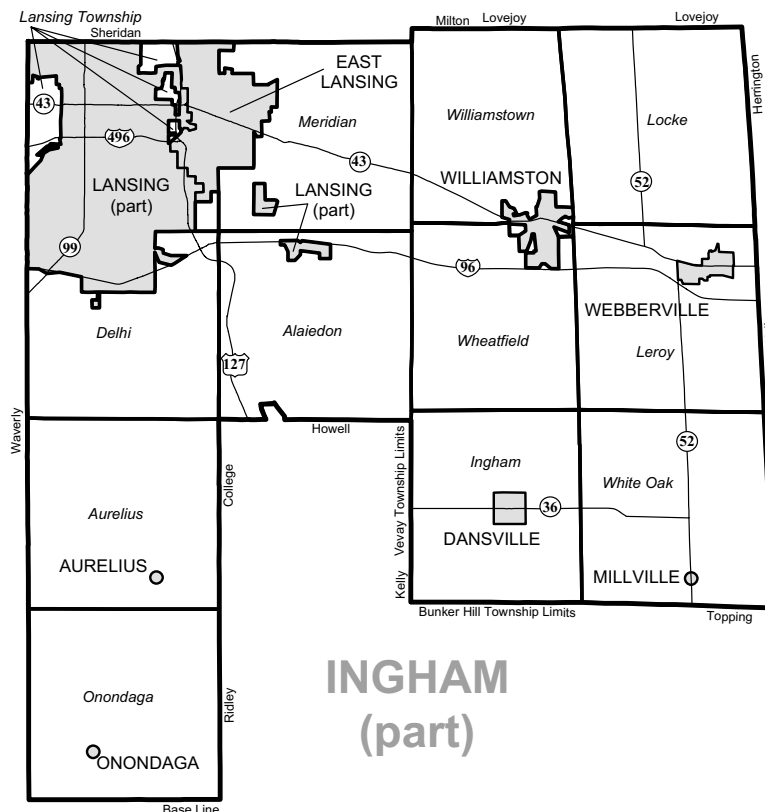 Lansing Township
Sheridan
Milton
Lovejoy
Lovejoy
Herrington
EAST
LANSING
43
Meridian
Williamstown
Locke
496
43
52
LANSING
(part)
LANSING
(part)
WILLIAMSTON
99
96
WEBBERVILLE
Delhi
Alaiedon
Wheatfield
Leroy
127
Waverly
Howell
College
Vevay Township Limits
52
Ingham
White Oak
Aurelius
36
DANSVILLE
AURELIUS
Kelly
MILLVILLE
Bunker Hill Township Limits
Topping
INGHAM
(part)
Onondaga
Ridley
ONONDAGA
Base Line